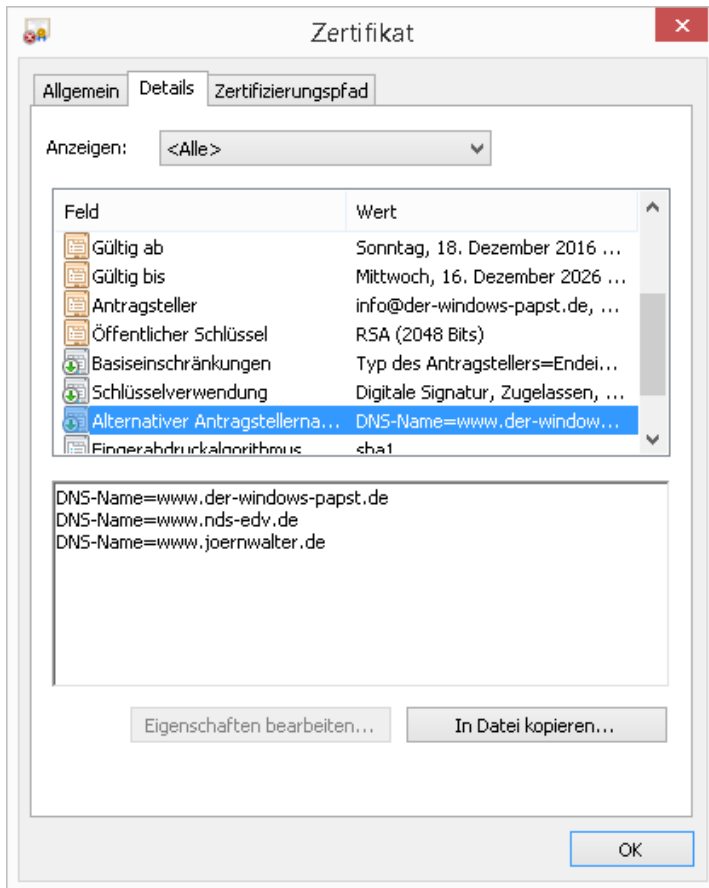 Zertifikat
Allgemein Details Zertifizierungspfad
Anzeigen: <Alle>
Feld Wert
Gültig ab Sonntag, 18. Dezember 2016 ...
Gültig bis Mittwoch, 16. Dezember 2026 ...
Antragsteller info@der-windows-papst.de, ...
Öffentlicher Schlüssel RSA (2048 Bits)
Basiseinschränkungen Typ des Antragstellers=Endei...
Schlüsselverwendung Digitale Signatur, Zugelassen, ...
Alternativer Antragstellerna... DNS-Name=www.der-window...
Fingerabdruckalgorithmus sha1
DNS-Name=www.der-windows-papst.de
DNS-Name=www.nds-edv.de
DNS-Name=www.joernwalter.de
Eigenschaften bearbeiten... In Datei kopieren...
OK